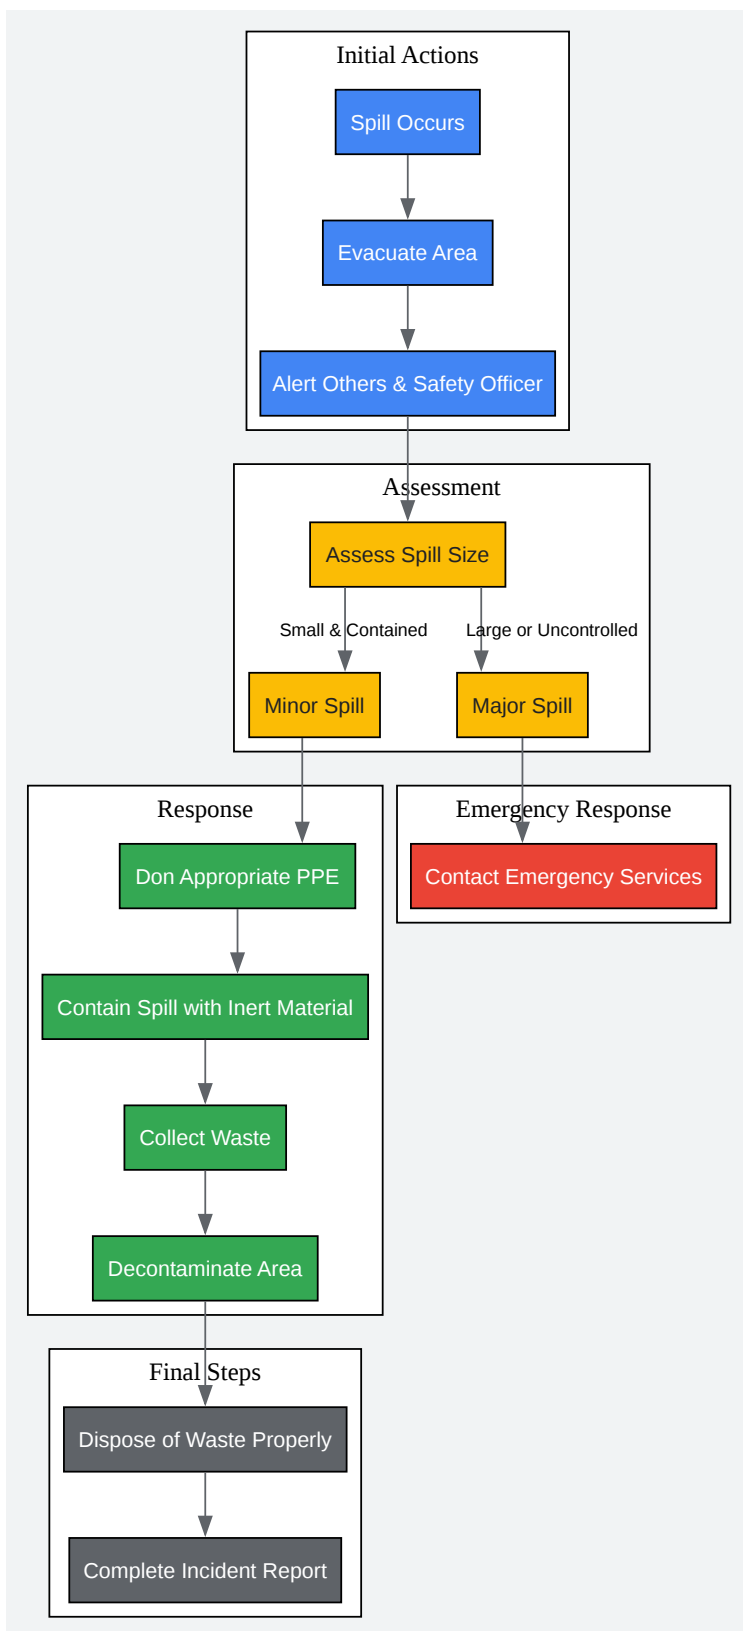 Initial Actions
Spill Occurs
Evacuate Area
Alert Others & Safety Officer
Assessment
Assess Spill Size
Small & Contained
Large or Uncontrolled
Minor Spill
Major Spill
Response
Emergency Response
Don Appropriate PPE
Contact Emergency Services
Contain Spill with Inert Material
Collect Waste
Decontaminate Area
Final Steps
Dispose of Waste Properly
Complete Incident Report